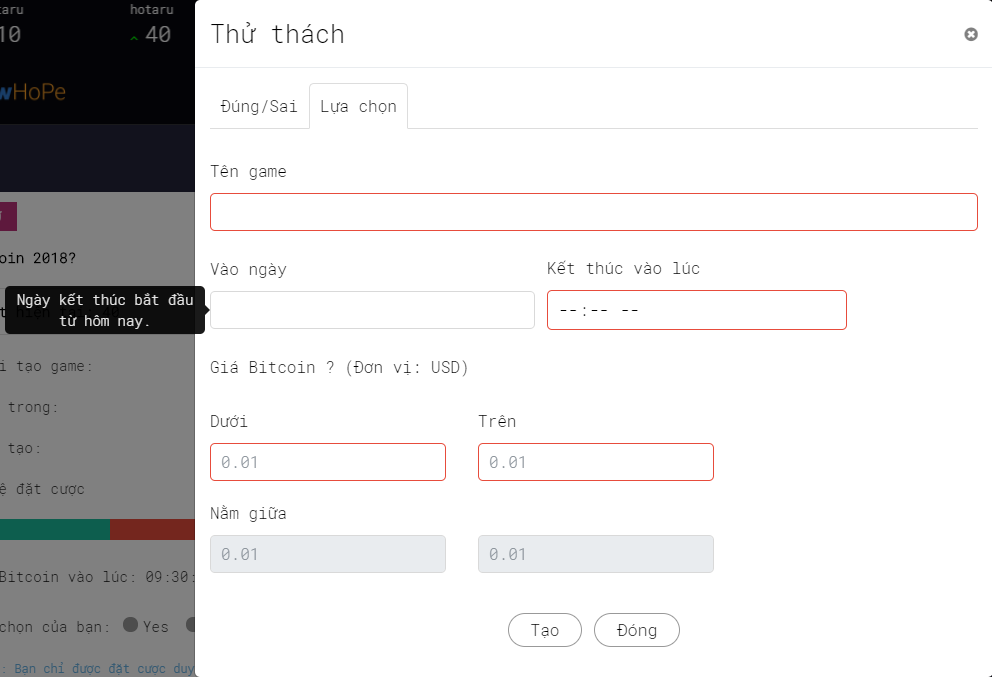 taru
hotaru
10
40
wHoPe
Thử thách
Đúng/Sai
Lựa chọn
Tên game
oin 2018?
Vào ngày
Kết thúc vào lúc
Ngày kết thúc bắt đầu
từ hôm nay.
--:-- --
i tạo game:
Giá Bitcoin ? (Đơn vị: USD)
trong:
Dưới
Trên
tạo:
0.01
0.01
ệ đặt cược
Nằm giữa
0.01
0.01
Bitcoin vào lúc: 09:30:
chọn của bạn:
Yes
Tạo
Đóng
: Bạn chỉ được đặt cược duy